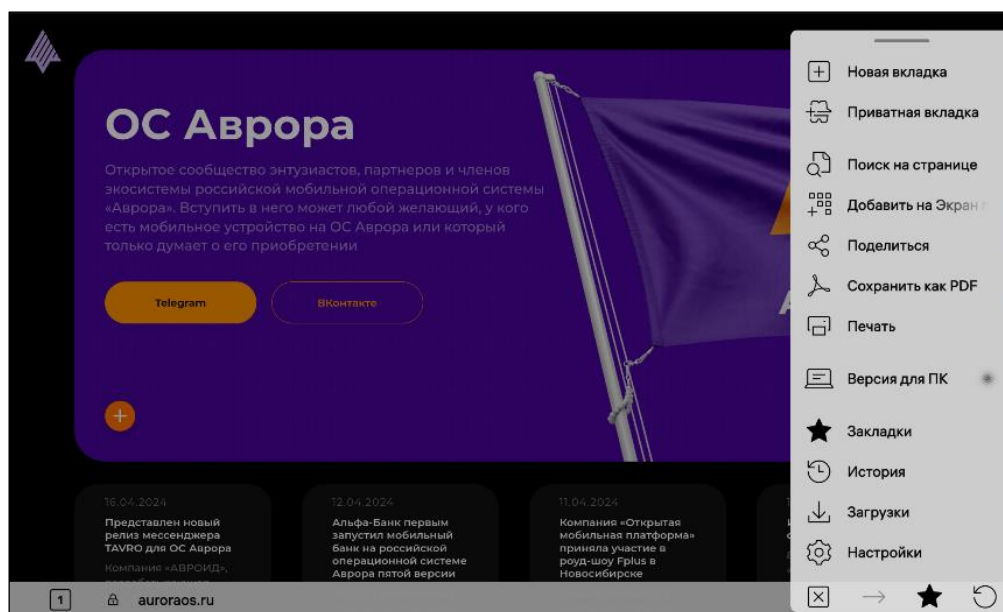 ОС Аврора
Открытое сообщество энтузиастов, партнеров и членов
экосистемы российской мобильной операционной системы
«Аврора». Вступить в него может любой желающий, у кого
есть мобильное устройство на ОС Аврора или который
только думает о его приобретении
Telegram
ВКонтакте
16.04.2024
Представлен новый
релиз мессенджера
TAVRO для ОС Аврора
Компания «АВРОИД»,
12.04.2024
Альфа-Банк первым
запустил мобильный
банк на российской
операционной системе
Аврора пятой версии
11.04.2024
Компания «Открытая
мобильная платформа»
приняла участие в
роуд-шоу Fplus в
Новосибирске
Новая вкладка
Приватная вкладка
Поиск на странице
Добавить на Экран
Поделиться
Сохранить как PDF
Печать
Версия для ПК
Закладки
История
Загрузки
Настройки
1
auroraos.ru